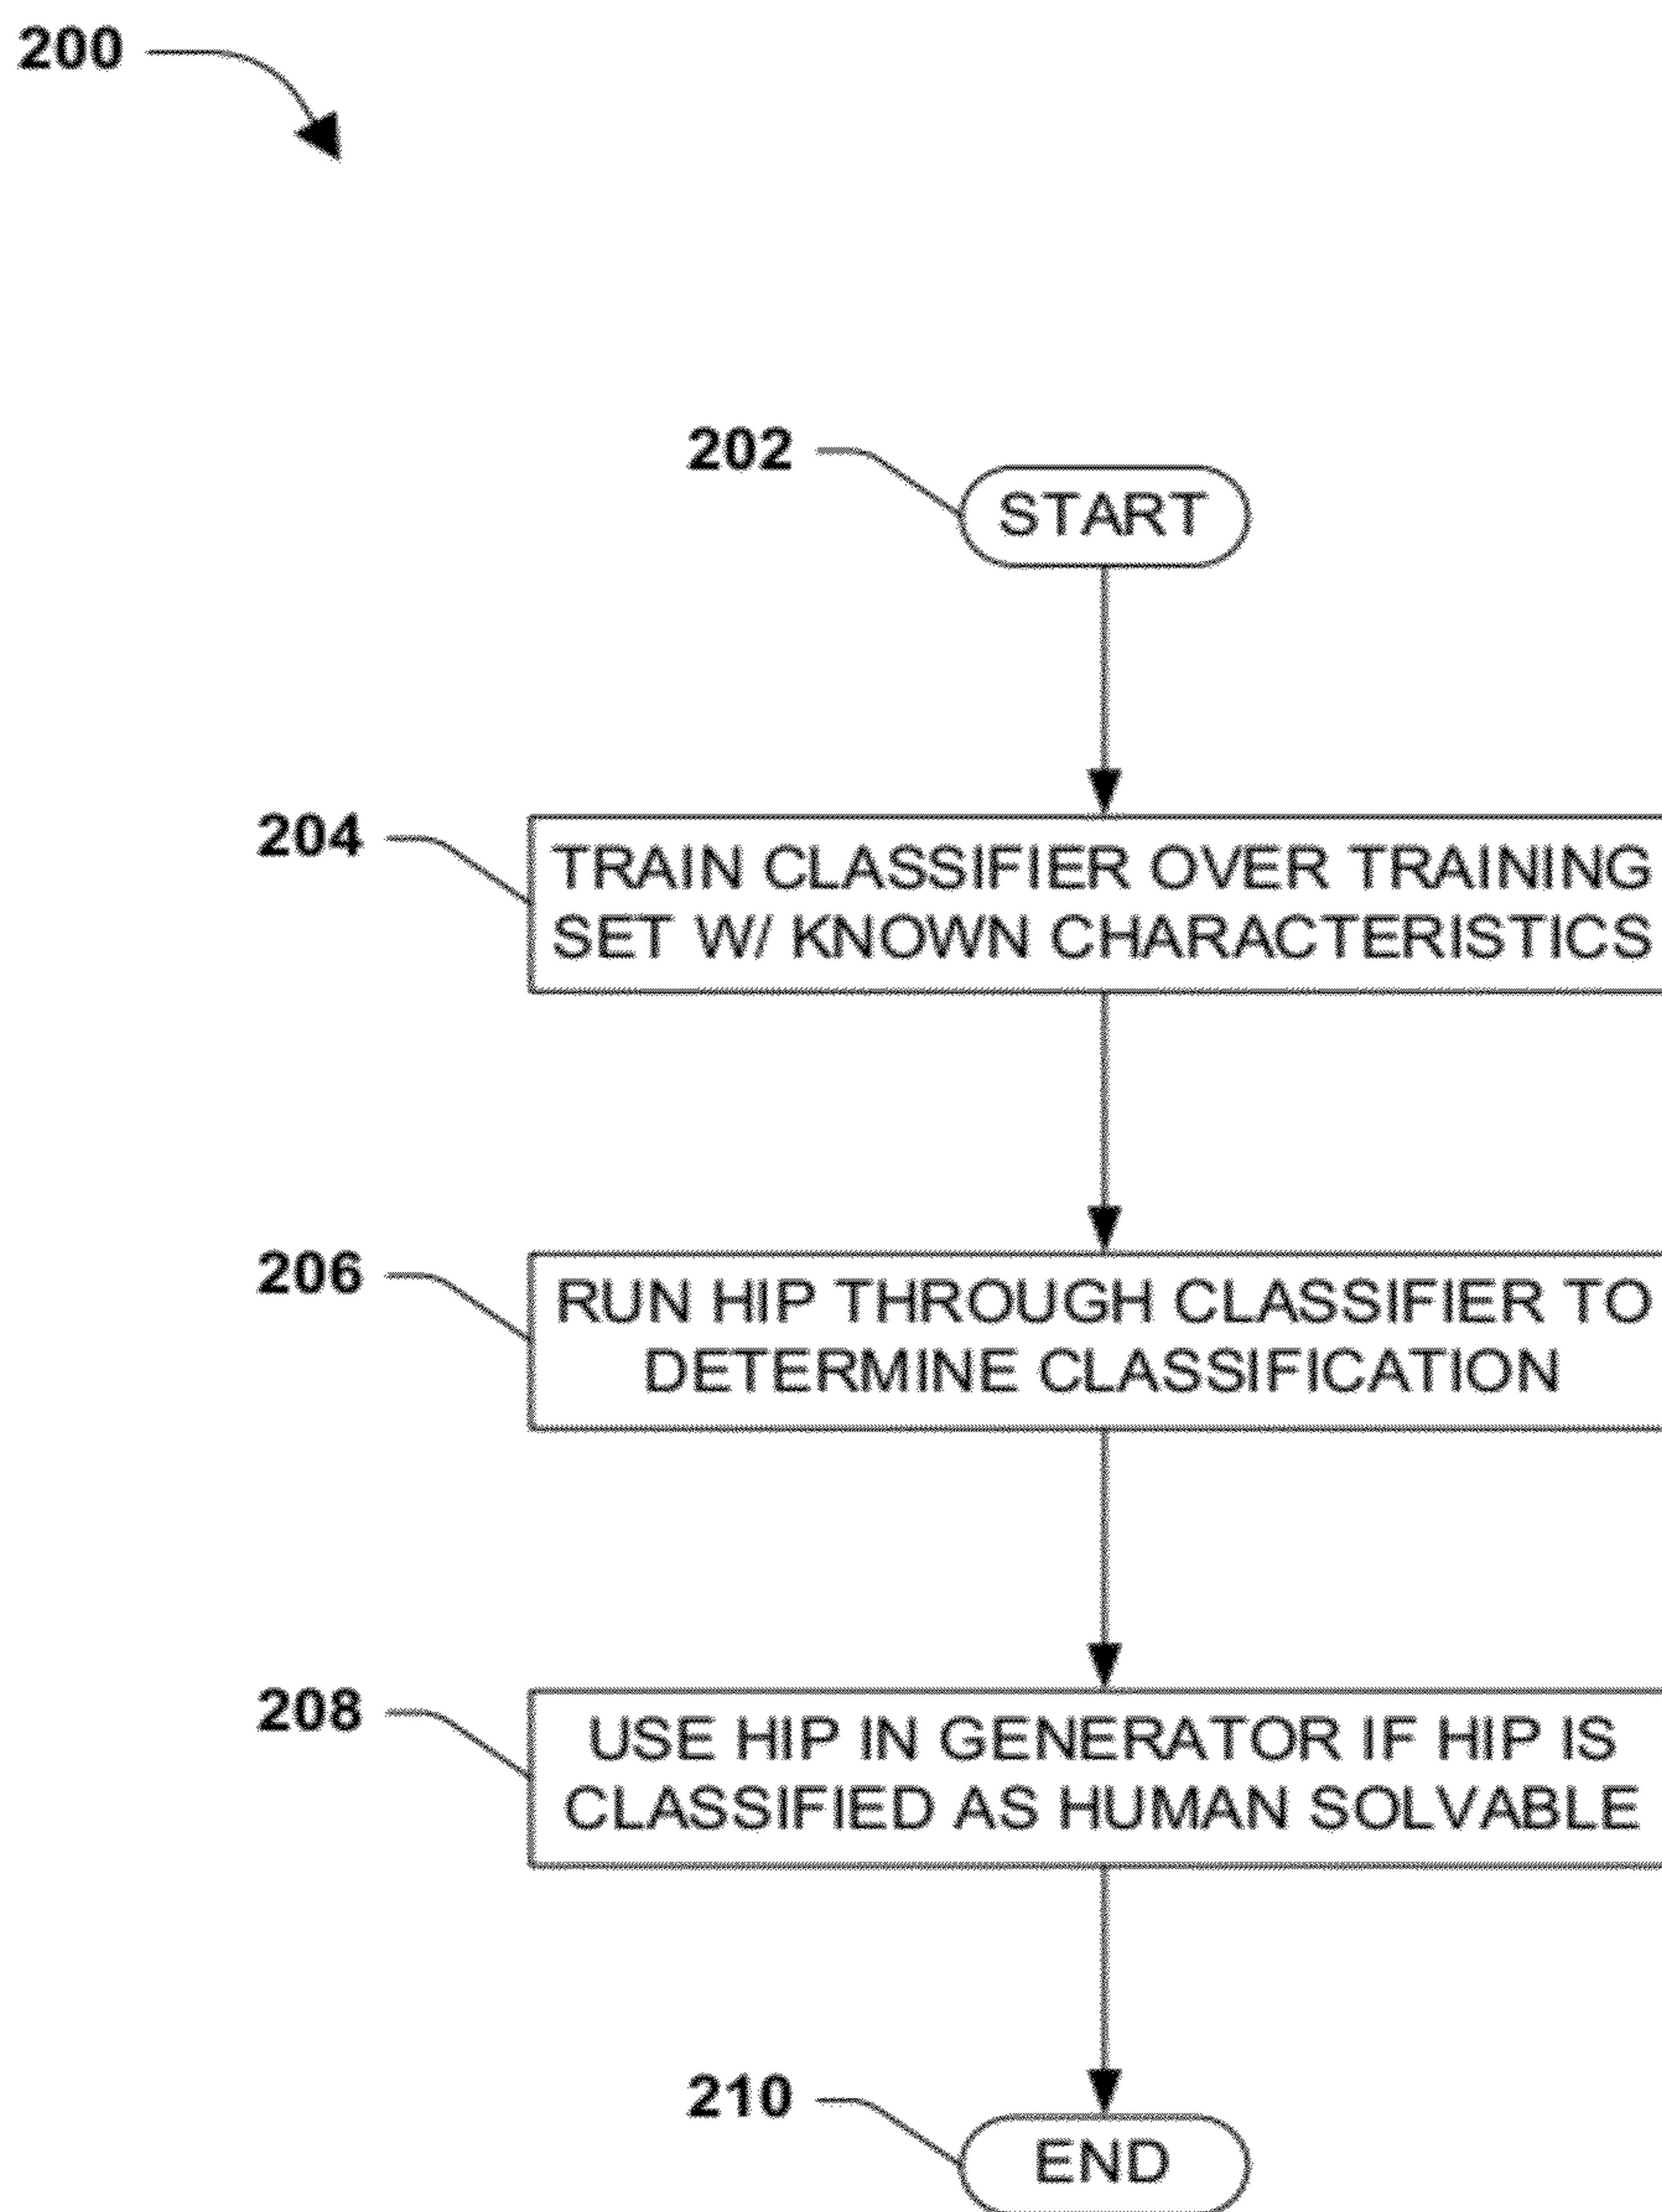 200
202
START
204
TRAIN CLASSIFIER OVER TRAINING
SET W/ KNOWN CHARACTERISTICS
206
RUN HIP THROUGH CLASSIFIER TO
DETERMINE CLASSIFICATION
208
USE HIP IN GENERATOR IF HIP IS
CLASSIFIED AS HUMAN SOLVABLE
210
END